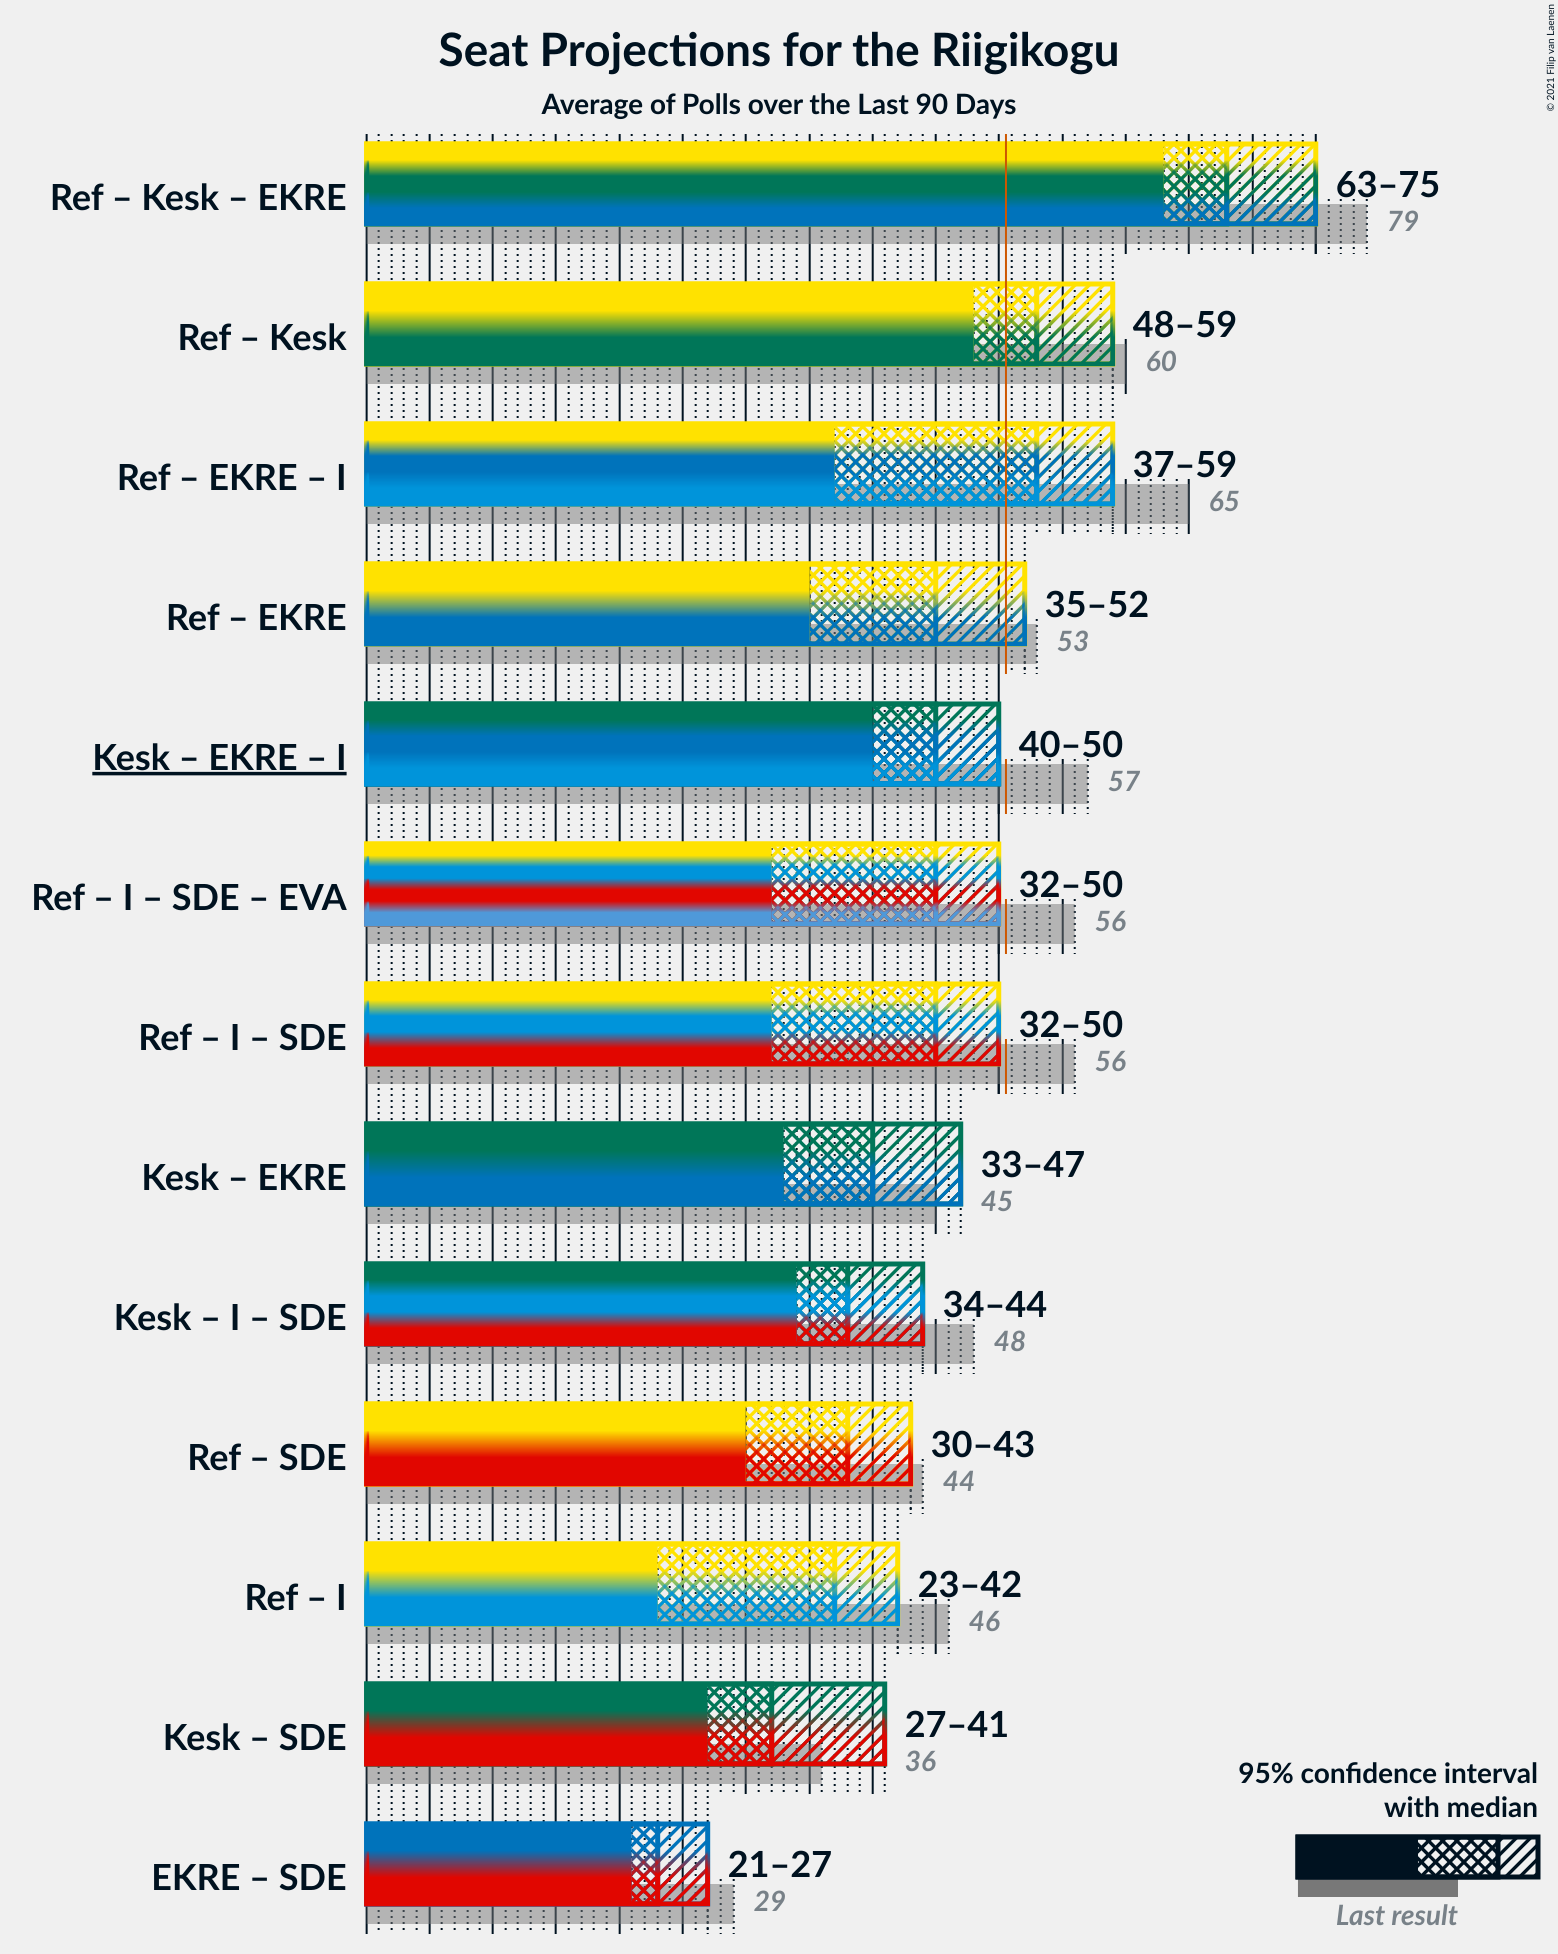 Seat Projections for the Riigikogu
Average of Polls over the Last 90 Days
© 2021 Filip van Laenen
Ref – Kesk – EKRE
63–75
79
Ref – Kesk
48–59
60
Ref – EKRE – I
37–59
65
Ref – EKRE
35–52
53
Kesk – EKRE – I
40–50
57
Ref – I – SDE – EVA
32–50
56
Ref – I – SDE
32–50
56
Kesk – EKRE
33–47
45
Kesk – I – SDE
34–44
48
Ref – SDE
30–43
44
Ref – I
23–42
46
Kesk – SDE
27–41
36
EKRE – SDE
21–27
29
95% confidence interval
with median
Last result